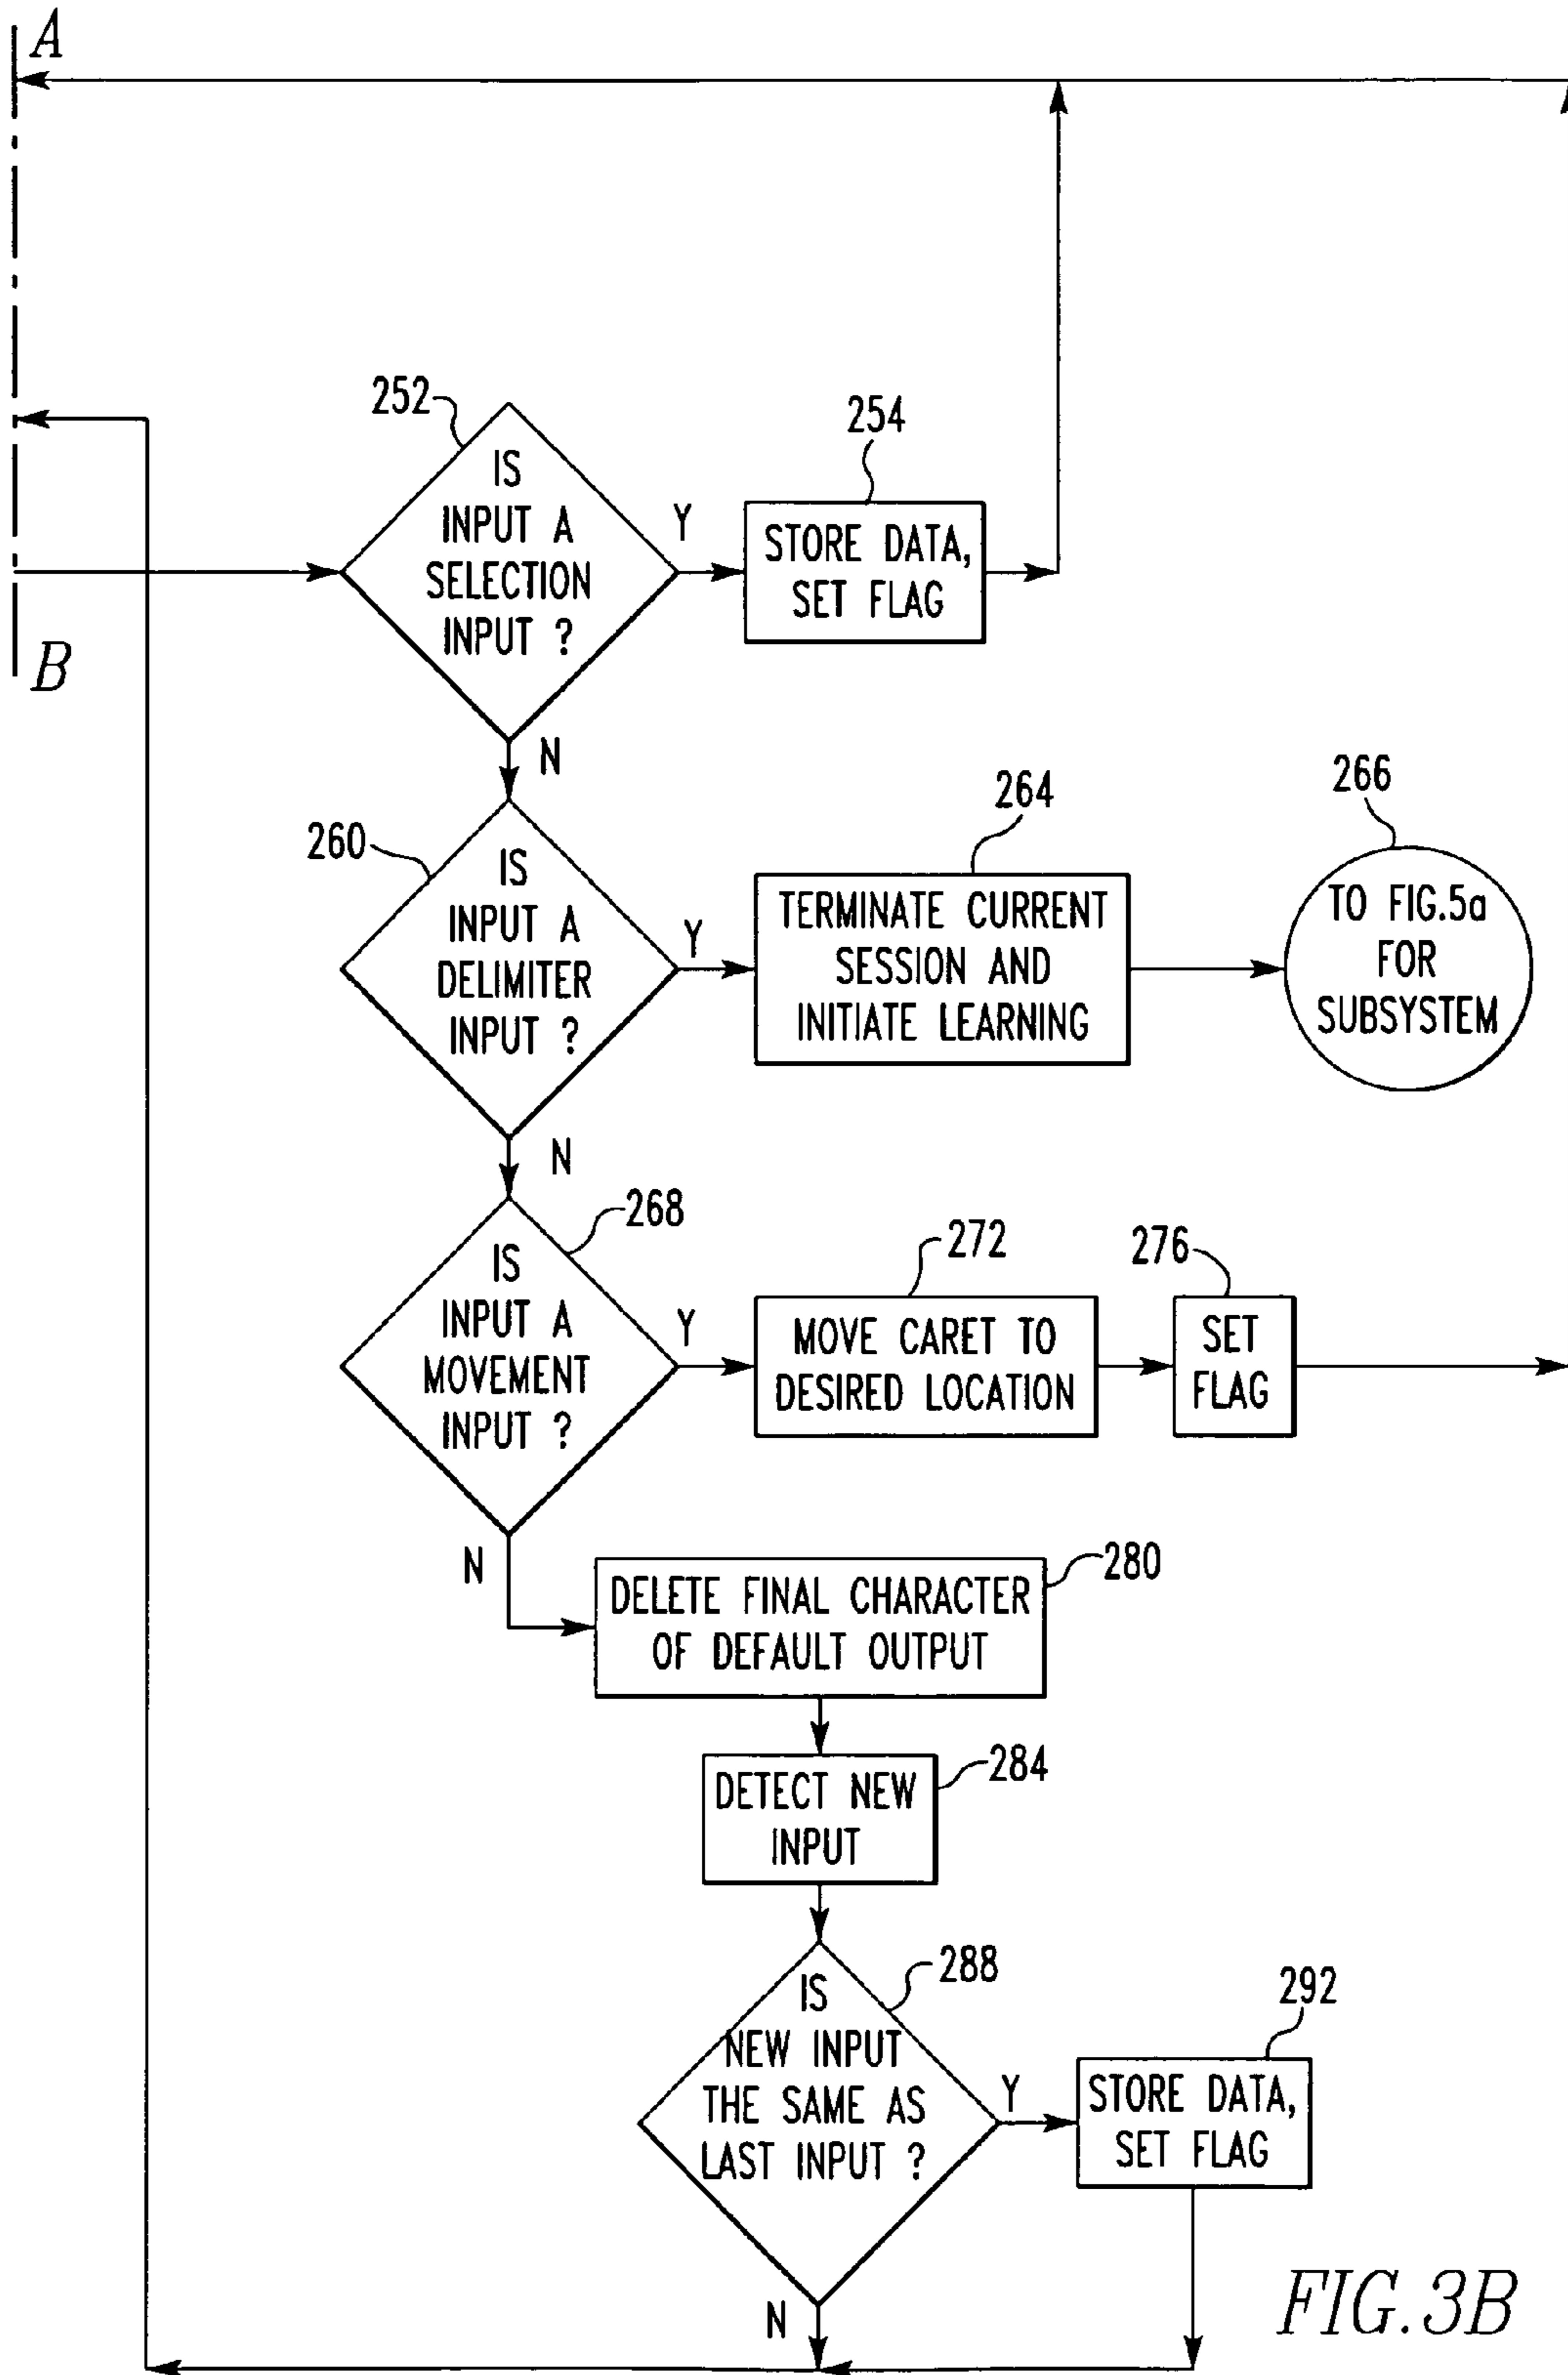 A
252
IS
INPUT A
SELECTION
INPUT ?
Y
254
STORE DATA,
SET FLAG
B
N
260
IS
INPUT A
DELIMITER
INPUT ?
Y
264
TERMINATE CURRENT
SESSION AND
INITIATE LEARNING
266
TO FIG.5a
FOR
SUBSYSTEM
N
268
IS
INPUT A
MOVEMENT
INPUT ?
Y
272
MOVE CARET TO
DESIRED LOCATION
276
SET
FLAG
N
280
DELETE FINAL CHARACTER
OF DEFAULT OUTPUT
284
DETECT NEW
INPUT
288
IS
NEW INPUT
THE SAME AS
LAST INPUT ?
Y
292
STORE DATA,
SET FLAG
N
FIG.3B